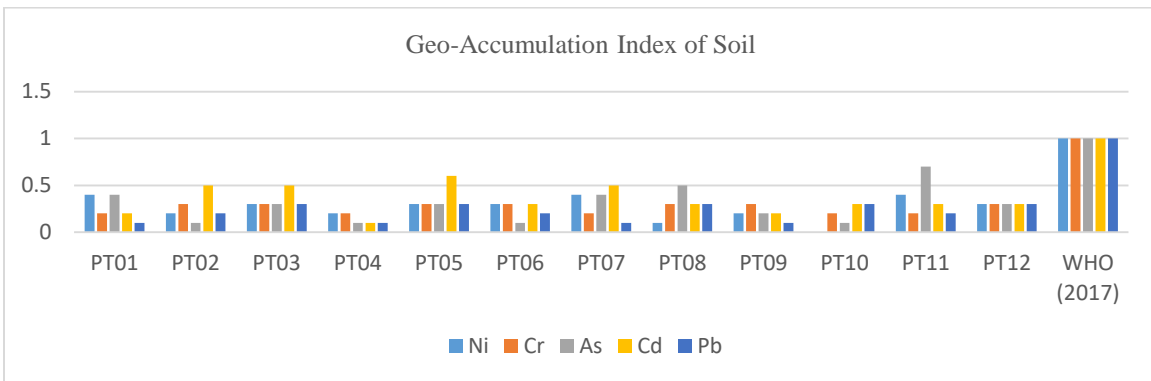 Geo-Accumulation Index of Soil
1.5
1
0.5
0
PT01 PT02 PT03 PT04 PT05 PT06 PT07 PT08 PT09 PT10 PT11 PT12 WHO
(2017)
Ni Cr As Cd Pb